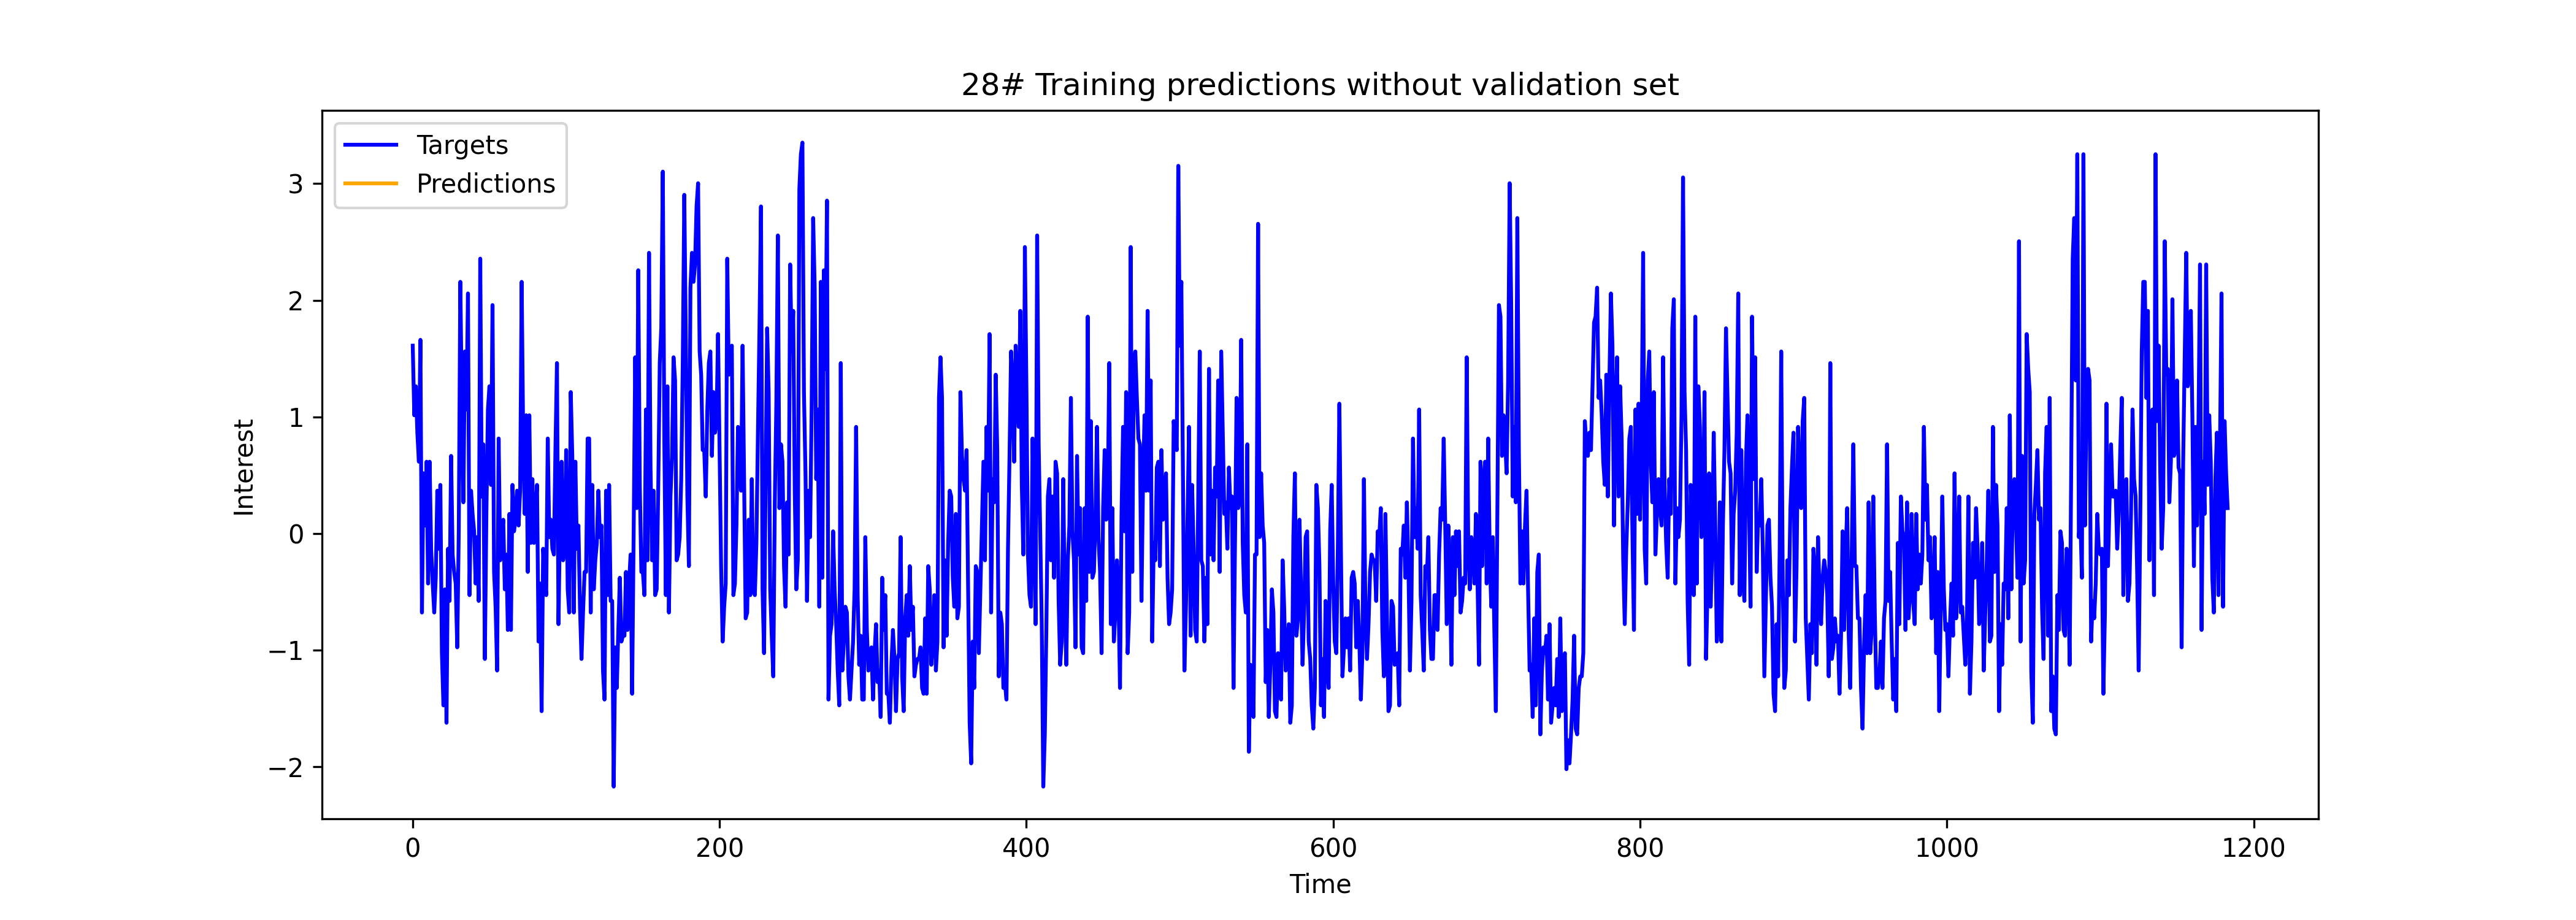 28# Training predictions without validation set
Targets
Predictions
3
2
1
0
−1
−2
Interest
0 200 400 600 800 1000 1200
Time